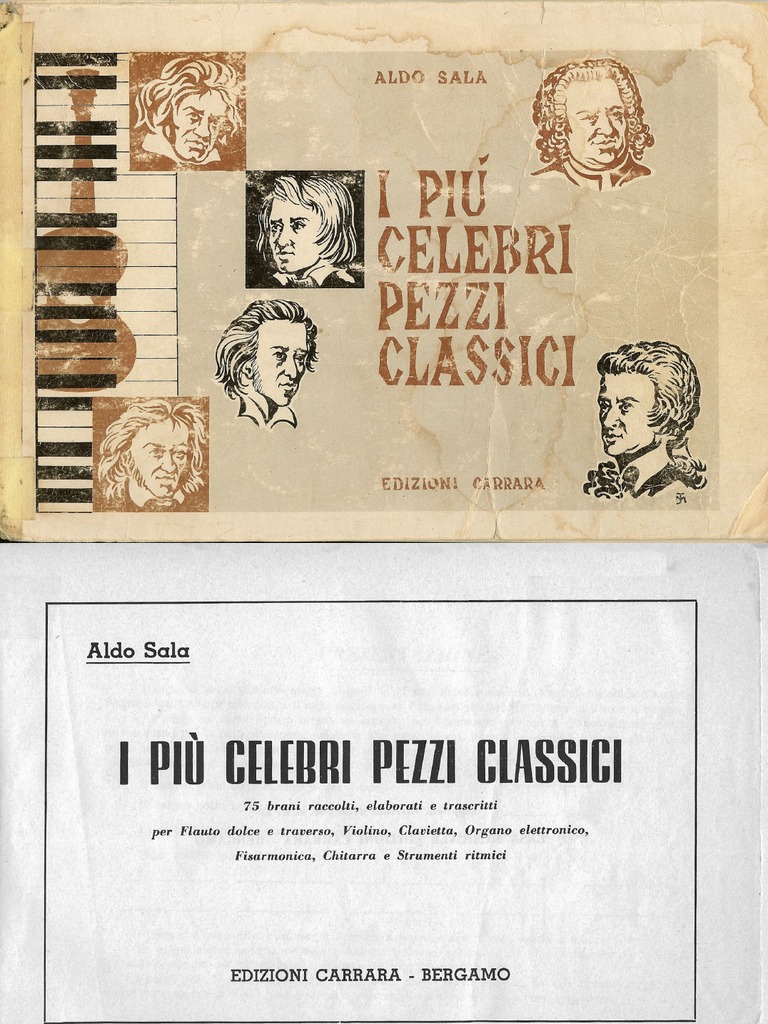 ALDO SALA
I PIÚ
CELEBRI
PEZZI
CLASSICI
EDIZIONI CARRARA
Aldo Sala
I PIÙ CELEBRI PEZZI CLASSICI
75 brani raccolti, elaborati e trascritti
per Flauto dolce e traverso, Violino, Clavietta, Organo elettronico,
Fisarmonica, Chitarra e Strumenti ritmici
EDIZIONI CARRARA - BERGAMO